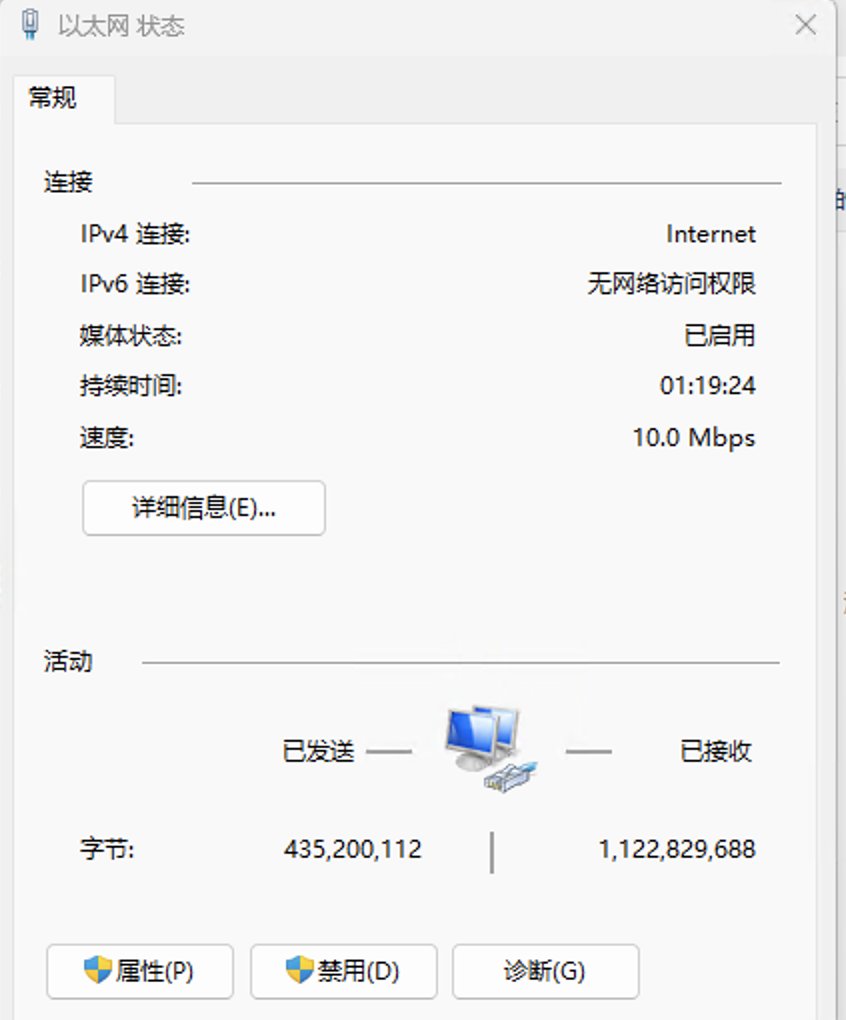 以太网 状态
常规
连接
IPv4 连接: Internet
IPv6 连接: 无网络访问权限
媒体状态: 已启用
持续时间: 01:19:24
速度: 10.0 Mbps
详细信息(E)...
活动
已发送 已接收
字节: 435,200,112 1,122,829,688
属性(P) 禁用(D) 诊断(G)